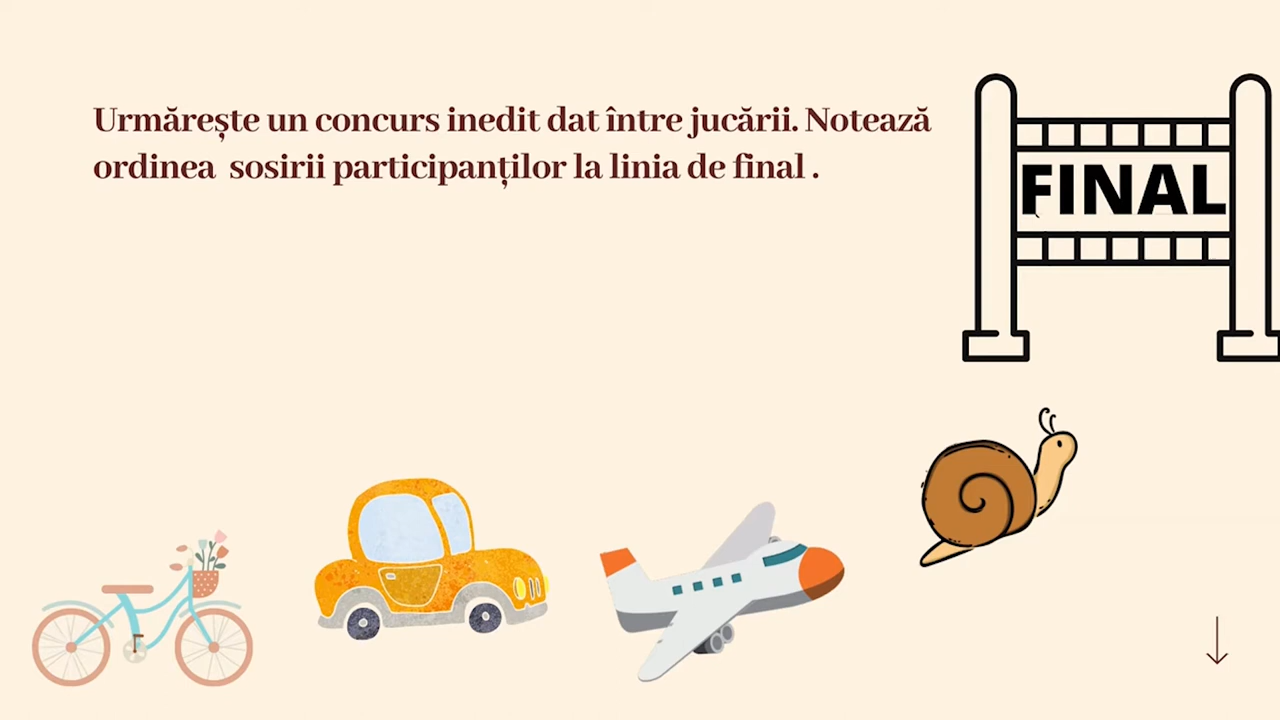 Urmărește un concurs inedit dat între jucării. Notează
ordinea  sosirii participanților la linia de final .
FINAL